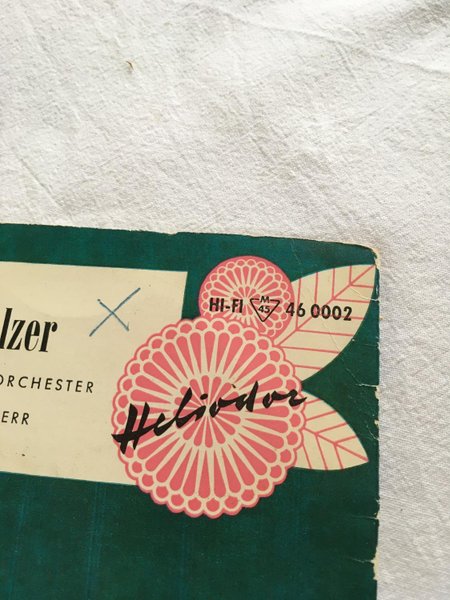 HI-FI M 45 46 0002
lzer
ORCHESTER
Heliodor
ERR